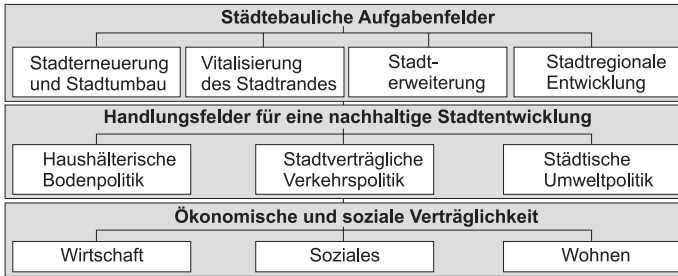 Städtebauliche Aufgabenfelder
Stadterneuerung
und Stadtumbau
Vitalisierung
des Stadtrandes
Stadt-
erweiterung
Stadtregionale
Entwicklung
Handlungsfelder für eine nachhaltige Stadtentwicklung
Haushälterische
Bodenpolitik
Stadtverträgliche
Verkehrspolitik
Städtische
Umweltpolitik
Ökonomische und soziale Verträglichkeit
Wirtschaft
Soziales
Wohnen